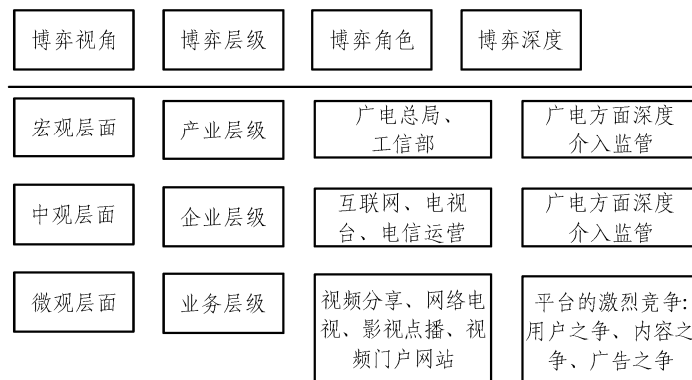 博弈视角 博弈层级 博弈角色 博弈深度
宏观层面 产业层级 广电总局、
工信部 广电方面深度
介入监管
中观层面 企业层级 互联网、电视
台、电信运营 广电方面深度
介入监管
微观层面 业务层级 视频分享、网络电
视、影视点播、视
频门户网站 平台的激烈竞争:
用户之争、内容之
争、广告之争